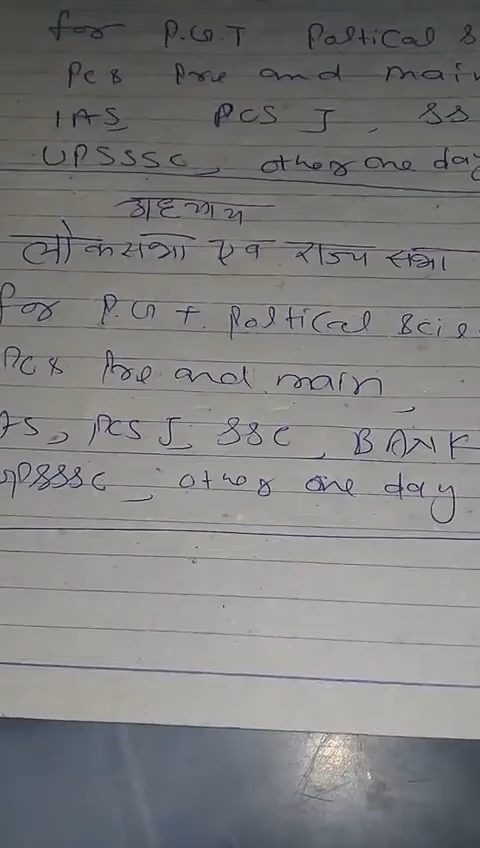 for P.G.T Poltical S
PCS Pre and main
IAS PCS J, SS
UPSSSC, other one day
अध्याय
लोकसभा एव राज्य सभा
for P.G T. Poltical Scie
PCS Pre and main,
AS, PCS J, SSC, BANK
UPSSSC, other one day